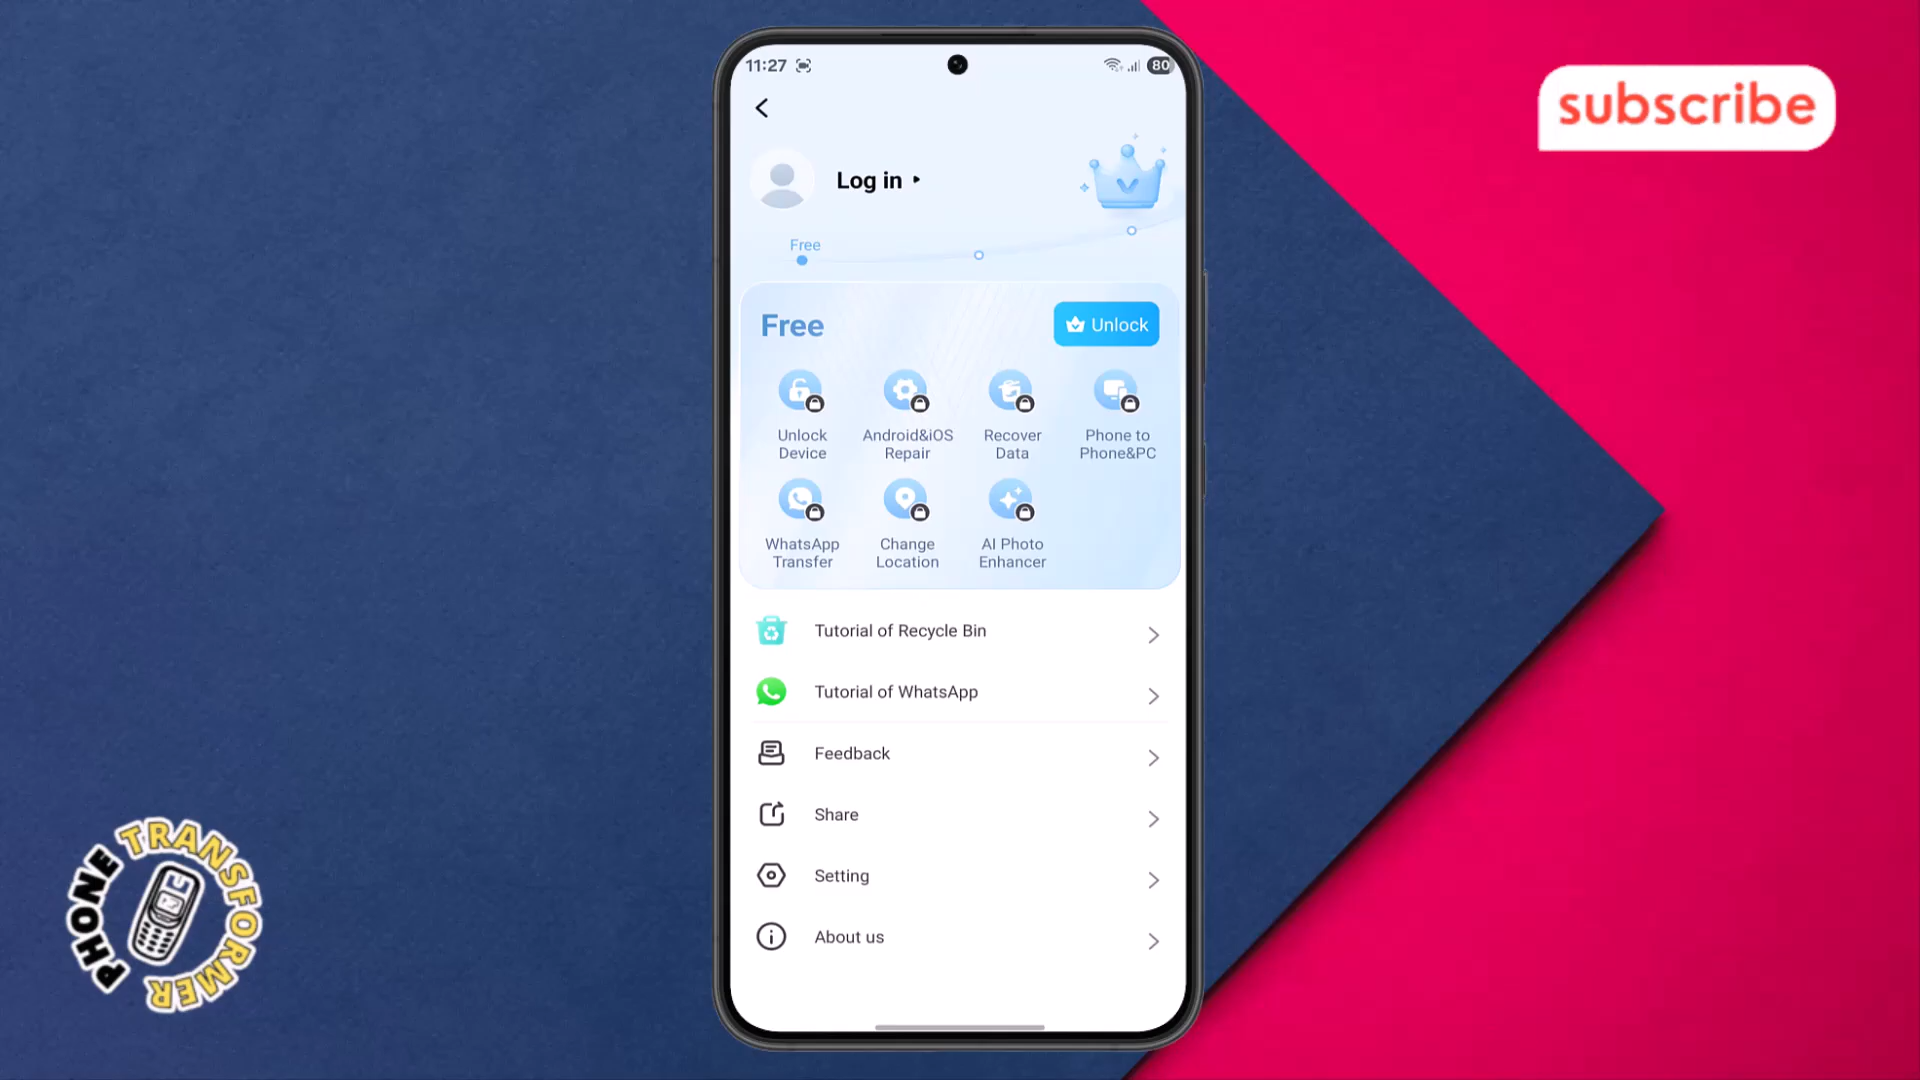 subscribe
11:27
80
Log in
Free
Free
Unlock
Unlock
Device
Android&iOS
Repair
Recover
Data
Phone to
Phone&PC
WhatsApp
Transfer
Change
Location
AI Photo
Enhancer
Tutorial of Recycle Bin
Tutorial of WhatsApp
Feedback
Share
Setting
About us
PHONE TRANSFORMER